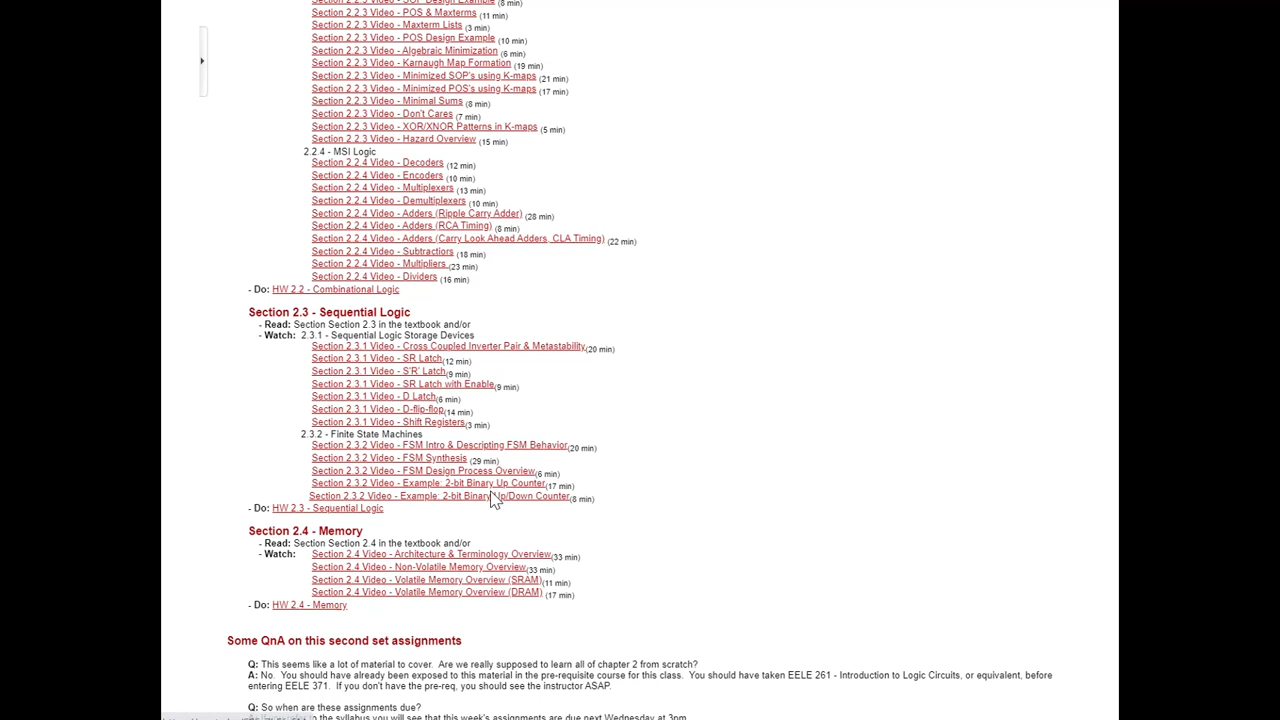 Section 2.2.3 Video - SOP Design Example (8 min)
Section 2.2.3 Video - POS & Maxterms (11 min)
Section 2.2.3 Video - Maxterm Lists (3 min)
Section 2.2.3 Video - POS Design Example (10 min)
Section 2.2.3 Video - Algebraic Minimization (6 min)
Section 2.2.3 Video - Karnaugh Map Formation (19 min)
Section 2.2.3 Video - Minimized SOP's using K-maps (21 min)
Section 2.2.3 Video - Minimized POS's using K-maps (17 min)
Section 2.2.3 Video - Minimal Sums (8 min)
Section 2.2.3 Video - Don't Cares (7 min)
Section 2.2.3 Video - XOR/XNOR Patterns in K-maps (5 min)
Section 2.2.3 Video - Hazard Overview (15 min)
2.2.4 - MSI Logic
Section 2.2.4 Video - Decoders (12 min)
Section 2.2.4 Video - Encoders (10 min)
Section 2.2.4 Video - Multiplexers (13 min)
Section 2.2.4 Video - Demultiplexers (10 min)
Section 2.2.4 Video - Adders (Ripple Carry Adder) (28 min)
Section 2.2.4 Video - Adders (RCA Timing) (8 min)
Section 2.2.4 Video - Adders (Carry Look Ahead Adders, CLA Timing) (22 min)
Section 2.2.4 Video - Subtractions (18 min)
Section 2.2.4 Video - Multipliers (23 min)
Section 2.2.4 Video - Dividers (16 min)
- Do: HW 2.2 - Combinational Logic
Section 2.3 - Sequential Logic
- Read: Section Section 2.3 in the textbook and/or
- Watch: 2.3.1 - Sequential Logic Storage Devices
Section 2.3.1 Video - Cross Coupled Inverter Pair & Metastability(20 min)
Section 2.3.1 Video - SR Latch(12 min)
Section 2.3.1 Video - S'R' Latch(9 min)
Section 2.3.1 Video - SR Latch with Enable(9 min)
Section 2.3.1 Video - D Latch(6 min)
Section 2.3.1 Video - D-flip-flop(14 min)
Section 2.3.1 Video - Shift Registers(3 min)
2.3.2 - Finite State Machines
Section 2.3.2 Video - FSM Intro & Descripting FSM Behavior(20 min)
Section 2.3.2 Video - FSM Synthesis (29 min)
Section 2.3.2 Video - FSM Design Process Overview(6 min)
Section 2.3.2 Video - Example: 2-bit Binary Up Counter(17 min)
Section 2.3.2 Video - Example: 2-bit Binary Up/Down Counter(8 min)
- Do: HW 2.3 - Sequential Logic
Section 2.4 - Memory
- Read: Section Section 2.4 in the textbook and/or
- Watch: Section 2.4 Video - Architecture & Terminology Overview(33 min)
Section 2.4 Video - Non-Volatile Memory Overview(33 min)
Section 2.4 Video - Volatile Memory Overview (SRAM)(11 min)
Section 2.4 Video - Volatile Memory Overview (DRAM) (17 min)
- Do: HW 2.4 - Memory
Some QnA on this second set assignments
Q: This seems like a lot of material to cover. Are we really supposed to learn all of chapter 2 from scratch?
A: No. You should have already been exposed to this material in the pre-requisite course for this class. You should have taken EELE 261 - Introduction to Logic Circuits, or equivalent, before
entering EELE 371. If you don't have the pre-req, you should see the instructor ASAP.
Q: So when are these assignments due?
to the syllabus you will see that this week's assignments are due next Wednesday at 3pm